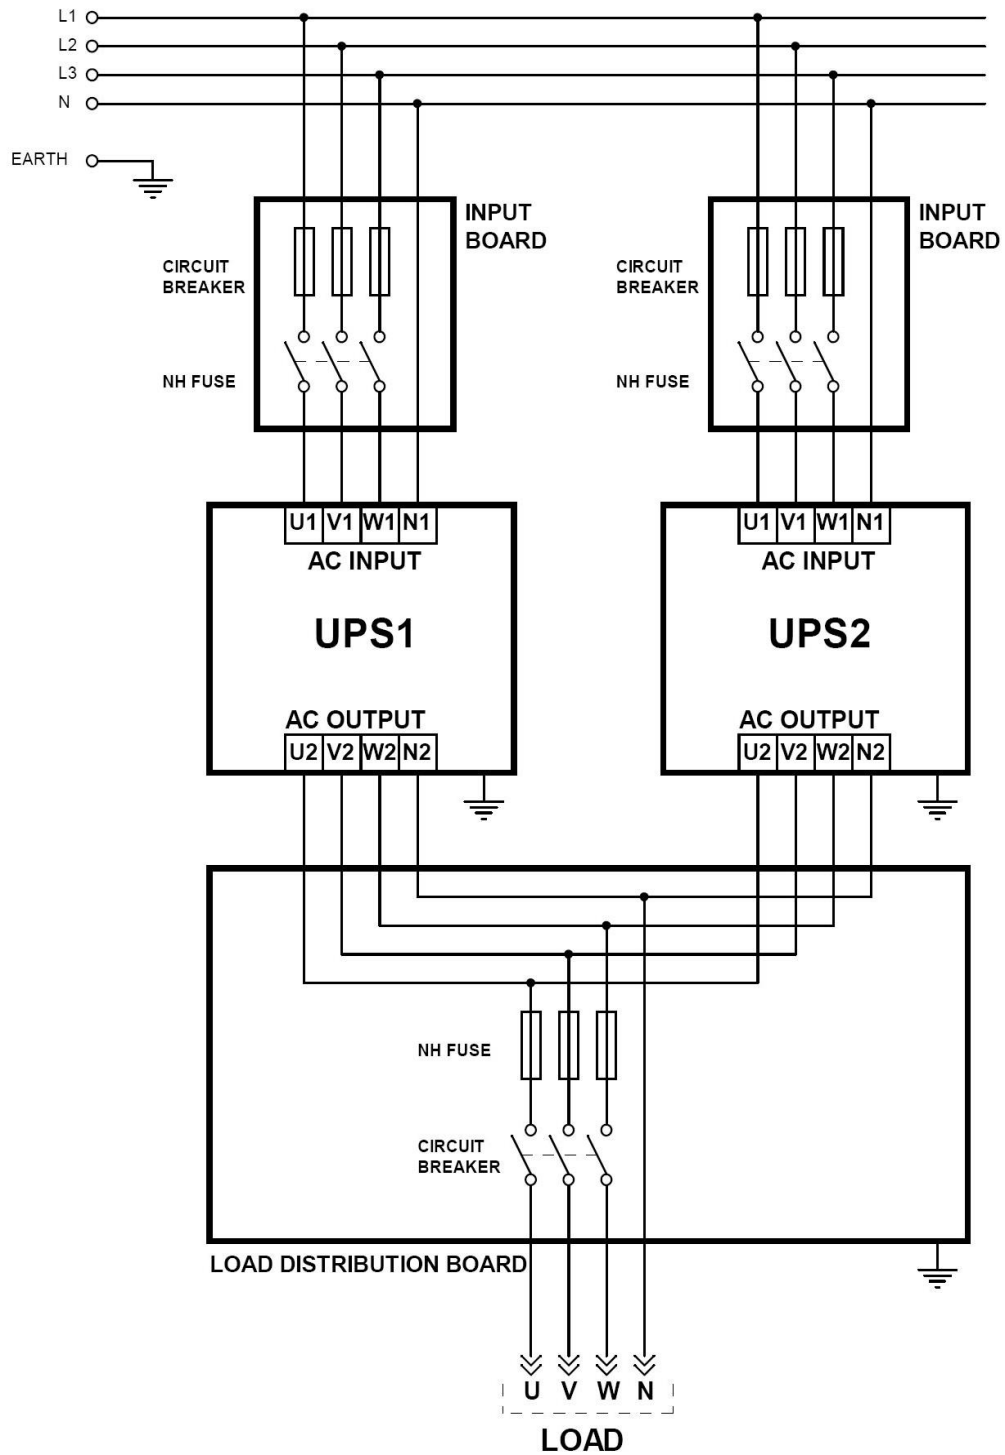 L1
L2
L3
N
EARTH
INPUT
BOARD
INPUT
BOARD
CIRCUIT
BREAKER
CIRCUIT
BREAKER
NH FUSE
NH FUSE
U1 V1 W1 N1
U1 V1 W1 N1
AC INPUT
AC INPUT
UPS1
UPS2
AC OUTPUT
AC OUTPUT
U2 V2 W2 N2
U2 V2 W2 N2
NH FUSE
CIRCUIT
BREAKER
LOAD DISTRIBUTION BOARD
U V W N
LOAD